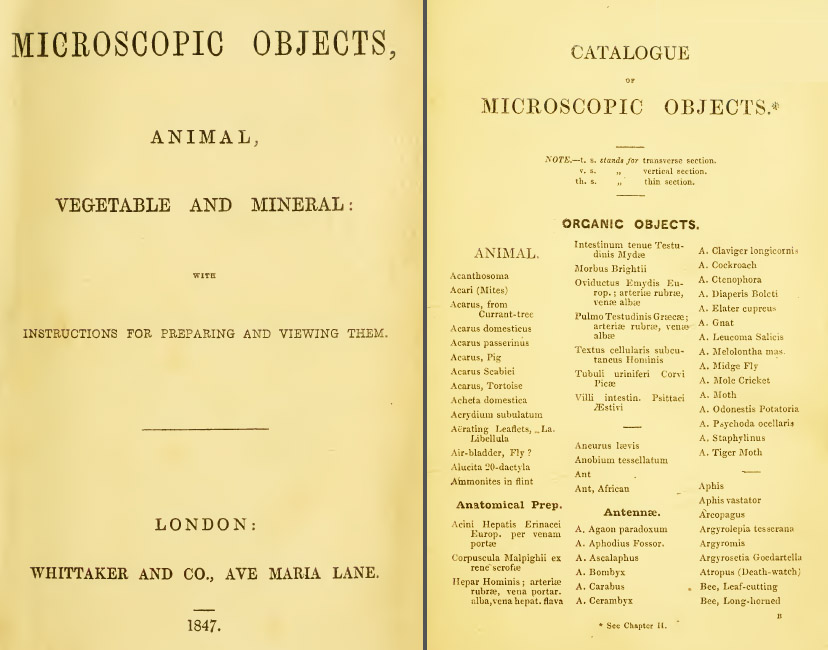 MICROSCOPIC OBJECTS,
ANIMAL,
VEGETABLE AND MINERAL:
WITH
INSTRUCTIONS FOR PREPARING AND VIEWING THEM.
LONDON:
WHITTAKER AND CO., AVE MARIA LANE.
1847.
CATALOGUE
OF
MICROSCOPIC OBJECTS.*
NOTE.—t. s. stands for transverse section.
v. s. „ vertical section.
th. s. „ thin section.
ORGANIC OBJECTS.
ANIMAL.
Acanthosoma
Acari (Mites)
Acarus, from
Currant-tree
Acarus domesticus
Acarus passerinus
Acarus, Pig
Acarus Scabiei
Acarus, Tortoise
Acheta domestica
Acrydium subulatum
Aërating Leaflets, La.
Libellula
Air-bladder, Fly ?
Alucita 20-dactyla
Ammonites in flint
Anatomical Prep.
Acini Hepatis Erinacei
Europ. per venam
portæ
Corpuscula Malpighii ex
rene scrofæ
Hepar Hominis ; arteriæ
rubræ, vena portar.
alba, vena hepat. flava
Intestinum tenue Testu-
dinis Mydæ
Morbus Brightii
Oviductus Emydis Eu-
rop. ; arteriæ rubræ,
venæ albæ
Pulmo Testudinis Græcæ;
arteriæ rubræ, venæ
albæ
Textus cellularis subcu-
taneus Hominis
Tubuli uriniferi Corvi
Picæ
Villi intestin. Psittaci
Æstivi
Aneurus lævis
Anobium tessellatum
Ant
Ant, African
Antennæ.
A. Agaon paradoxum
A. Aphodius Fossor.
A. Ascalaphus
A. Bombyx
A. Carabus
A. Cerambyx
A. Claviger longicornis
A. Cockroach
A. Ctenophora
A. Diaperis Boleti
A. Elater cupreus
A. Gnat
A. Leucoma Salicis
A. Melolontha mas.
A. Midge Fly
A. Mole Cricket
A. Moth
A. Odonestis Potatoria
A. Psychoda ocellaris
A. Staphylinus
A. Tiger Moth
Aphis
Aphis vastator
Arcopagus
Argyrolepia tesserana
Argyromis
Argyrosetia Goedartella
Atropus (Death-watch)
Bee, Leaf-cutting
Bee, Long-horned
B
* See Chapter II.